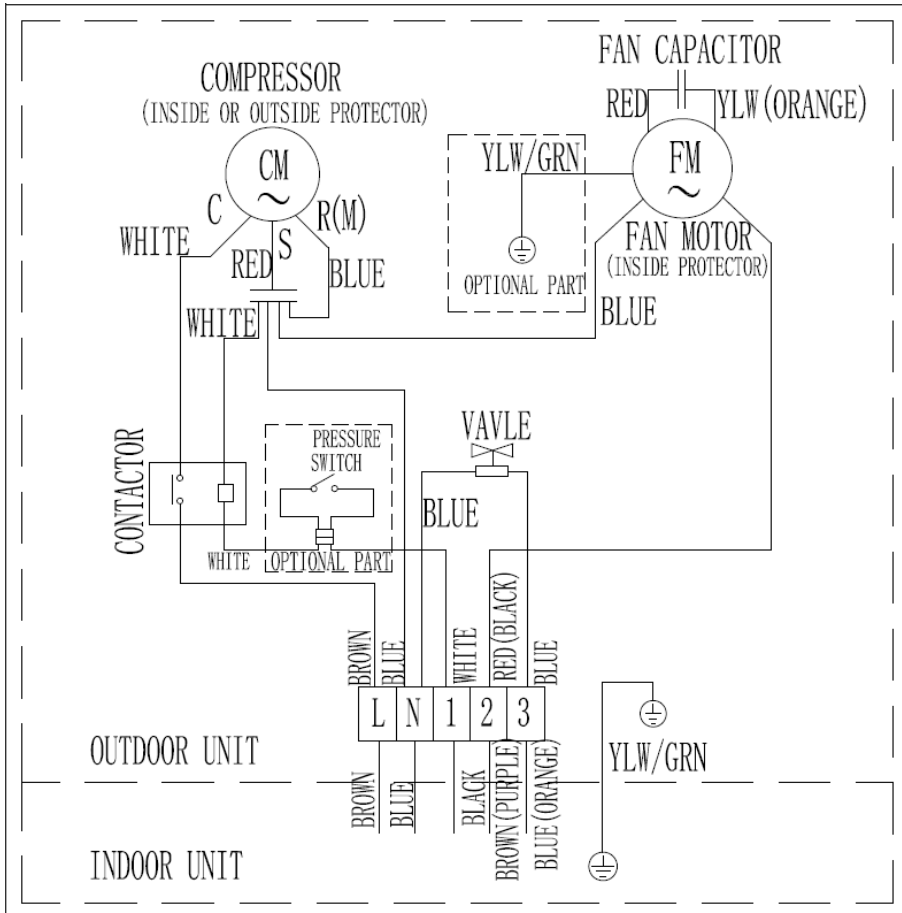 FAN CAPACITOR
COMPRESSOR
(INSIDE OR OUTSIDE PROTECTOR)
RED
YLW(ORANGE)
YLW/GRN
CM
~
FM
~
C
R(M)
WHITE
S
RED
BLUE
FAN MOTOR
(INSIDE PROTECTOR)
OPTIONAL PART
BLUE
WHITE
VAVLE
PRESSURE
SWITCH
CONTACTOR
BLUE
WHITE
OPTIONAL PART
BROWN
BLUE
WHITE
RED(BLACK)
BLUE
L N 1 2 3
OUTDOOR UNIT
YLW/GRN
BROWN
BLUE
BLACK
BROWN(PURPLE)
BLUE(ORANGE)
INDOOR UNIT